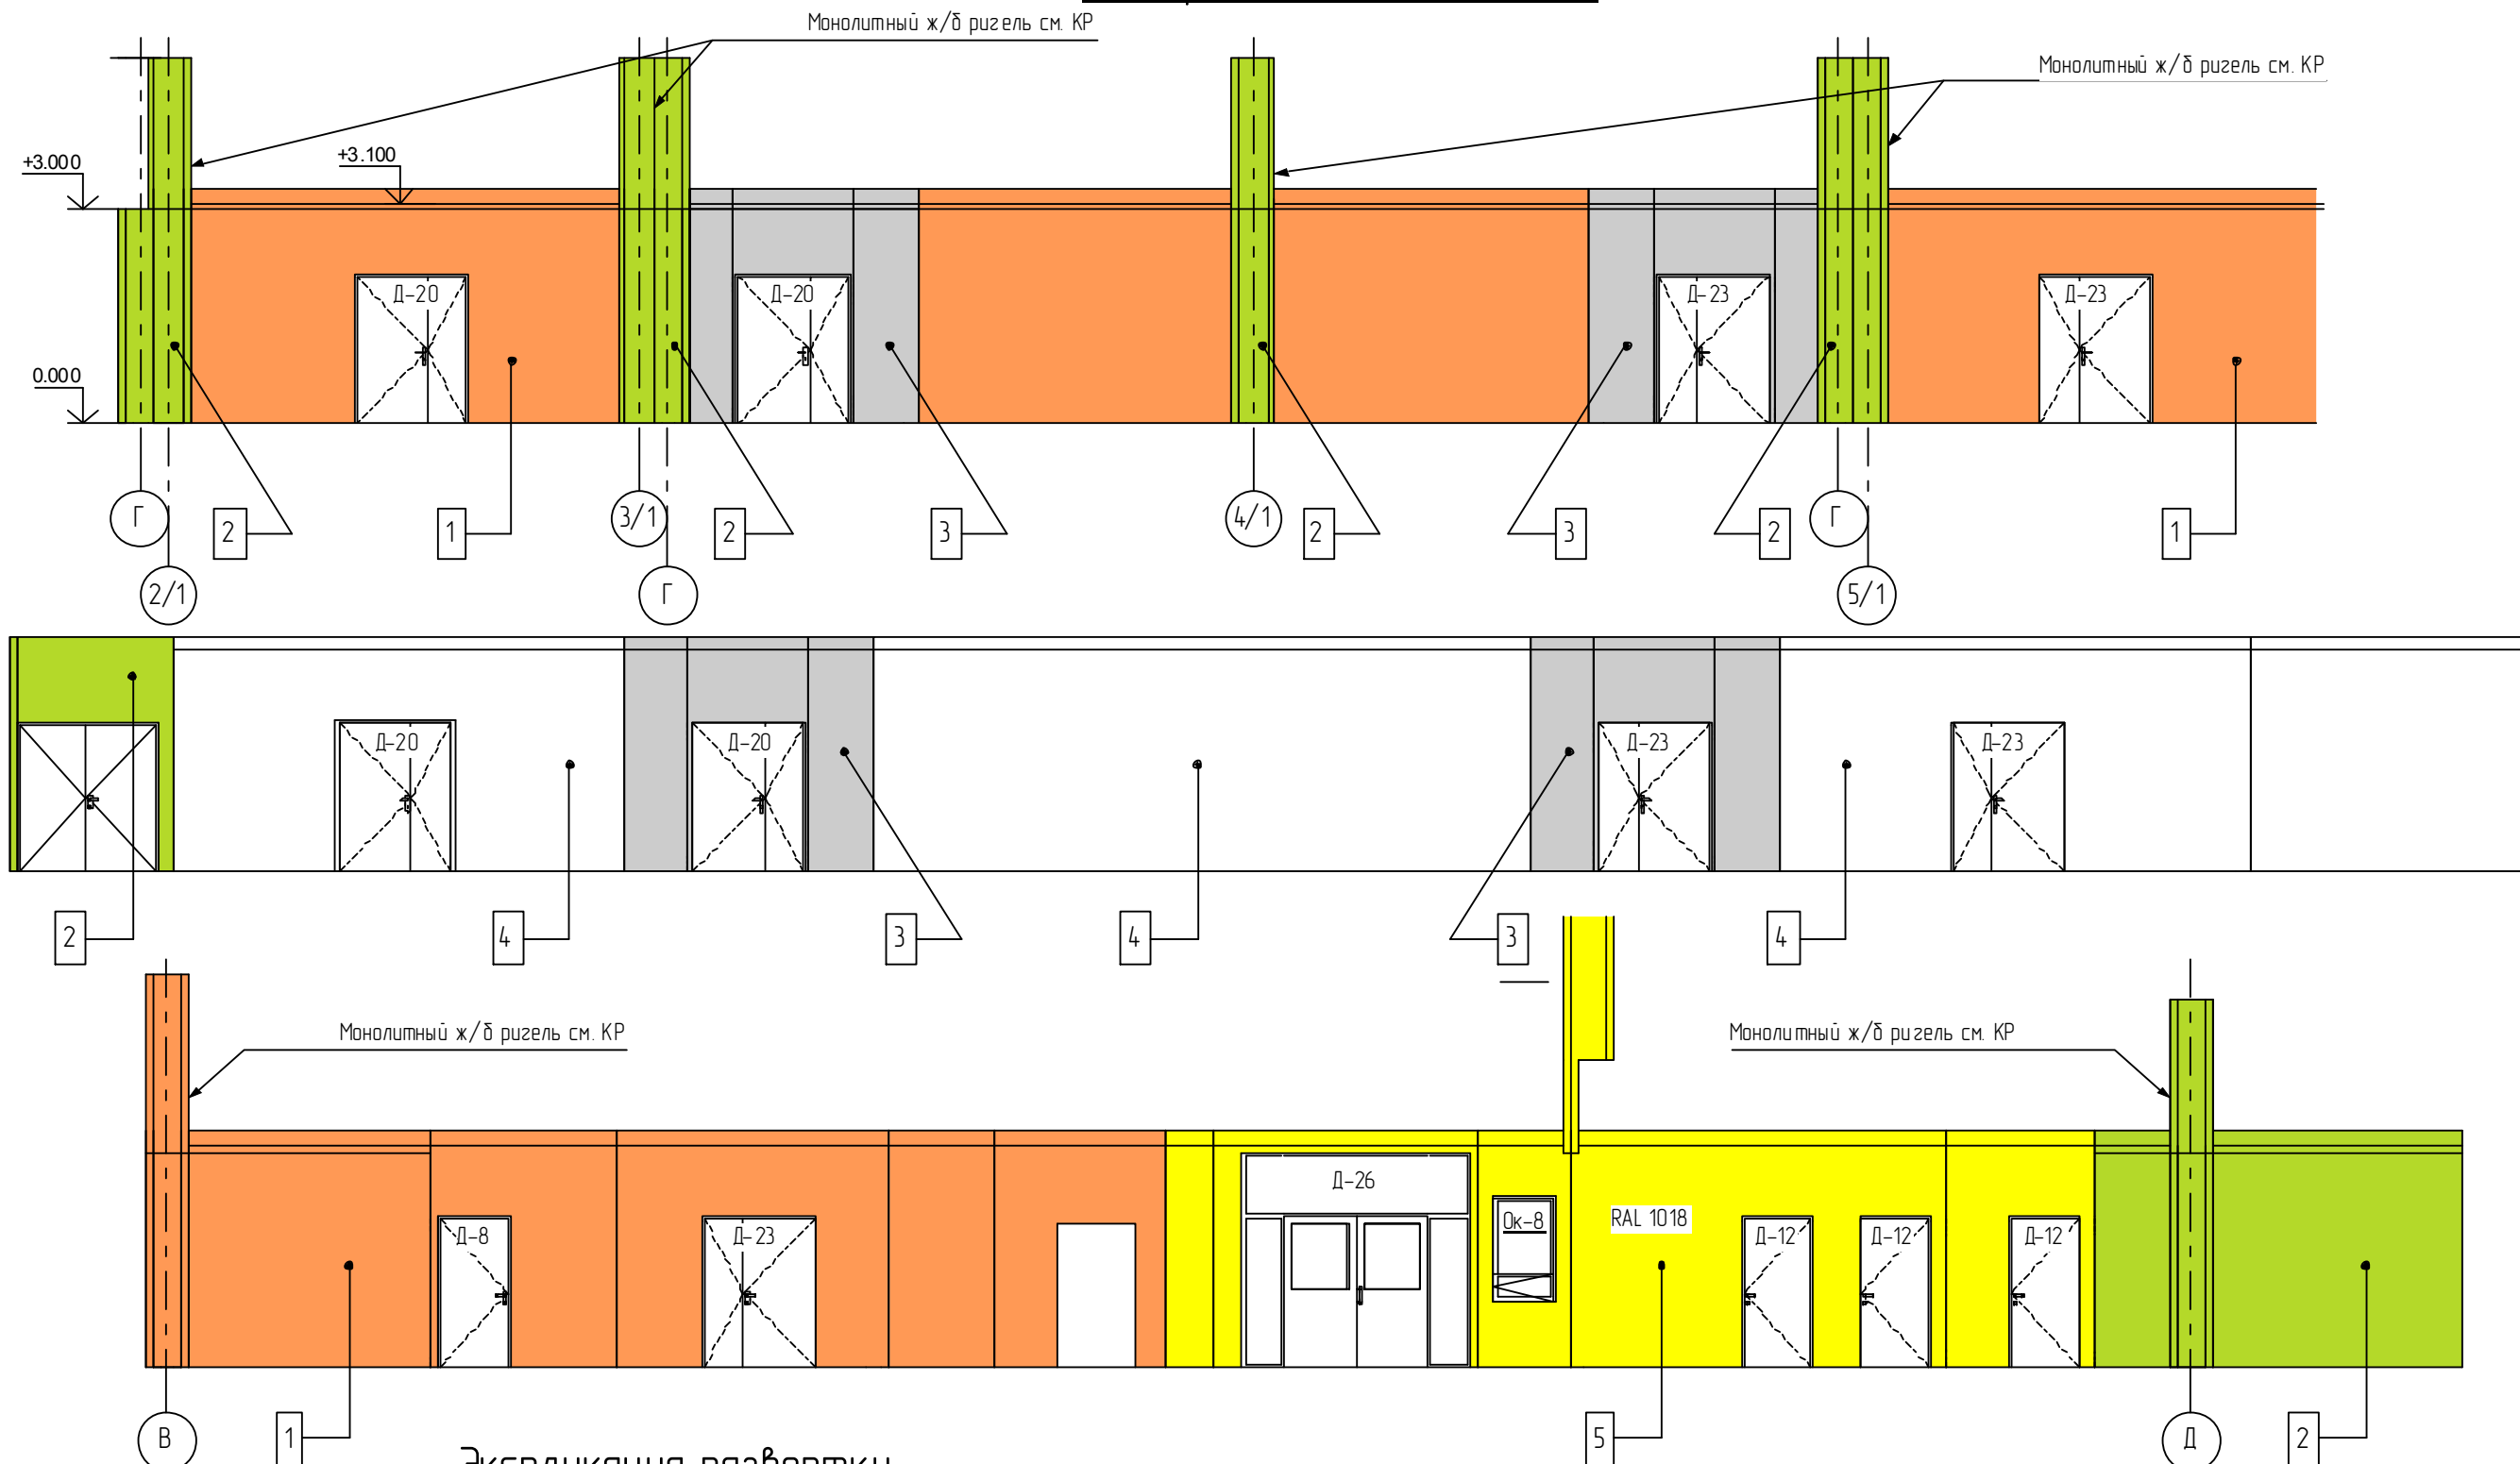 Монолитный ж/б ригель см. КР
Монолитный ж/б ригель см. КР
+3.000
+3.100
Д-20
Д-20
Д-23
Д-23
0.000
Г
2
1
3/1
2
3
4/1
2
3
2
Г
1
2/1
Г
5/1
Д-20
Д-20
Д-23
Д-23
2
4
3
4
3
4
Монолитный ж/б ригель см. КР
Монолитный ж/б ригель см. КР
Д-26
Ок-8
RAL 1018
Д-8
Д-23
Д-12
Д-12
Д-12
В
1
5
Д
2
Экспликация развертки